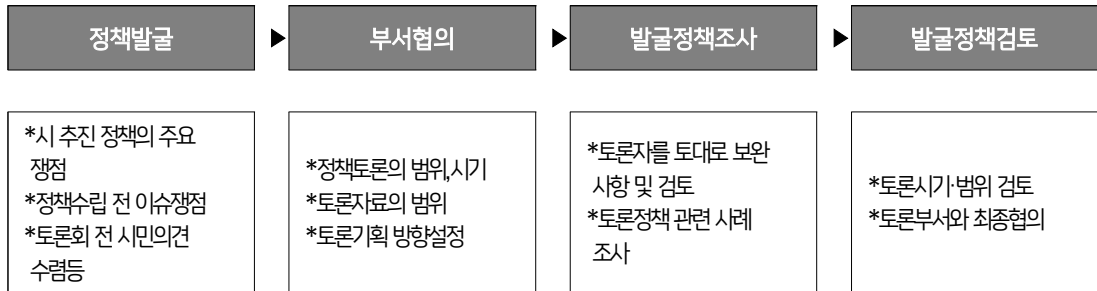 정책발굴 ▶ 부서협의 ▶ 발굴정책조사 ▶ 발굴정책검토
*시 추진 정책의 주요
쟁점
*정책수립 전 이슈쟁점
*토론회 전 시민의견
수렴등
*정책토론의 범위,시기
*토론자료의 범위
*토론기획 방향설정
*토론자를 토대로 보완
사항 및 검토
*토론정책 관련 사례
조사
*토론시기·범위 검토
*토론부서와 최종협의